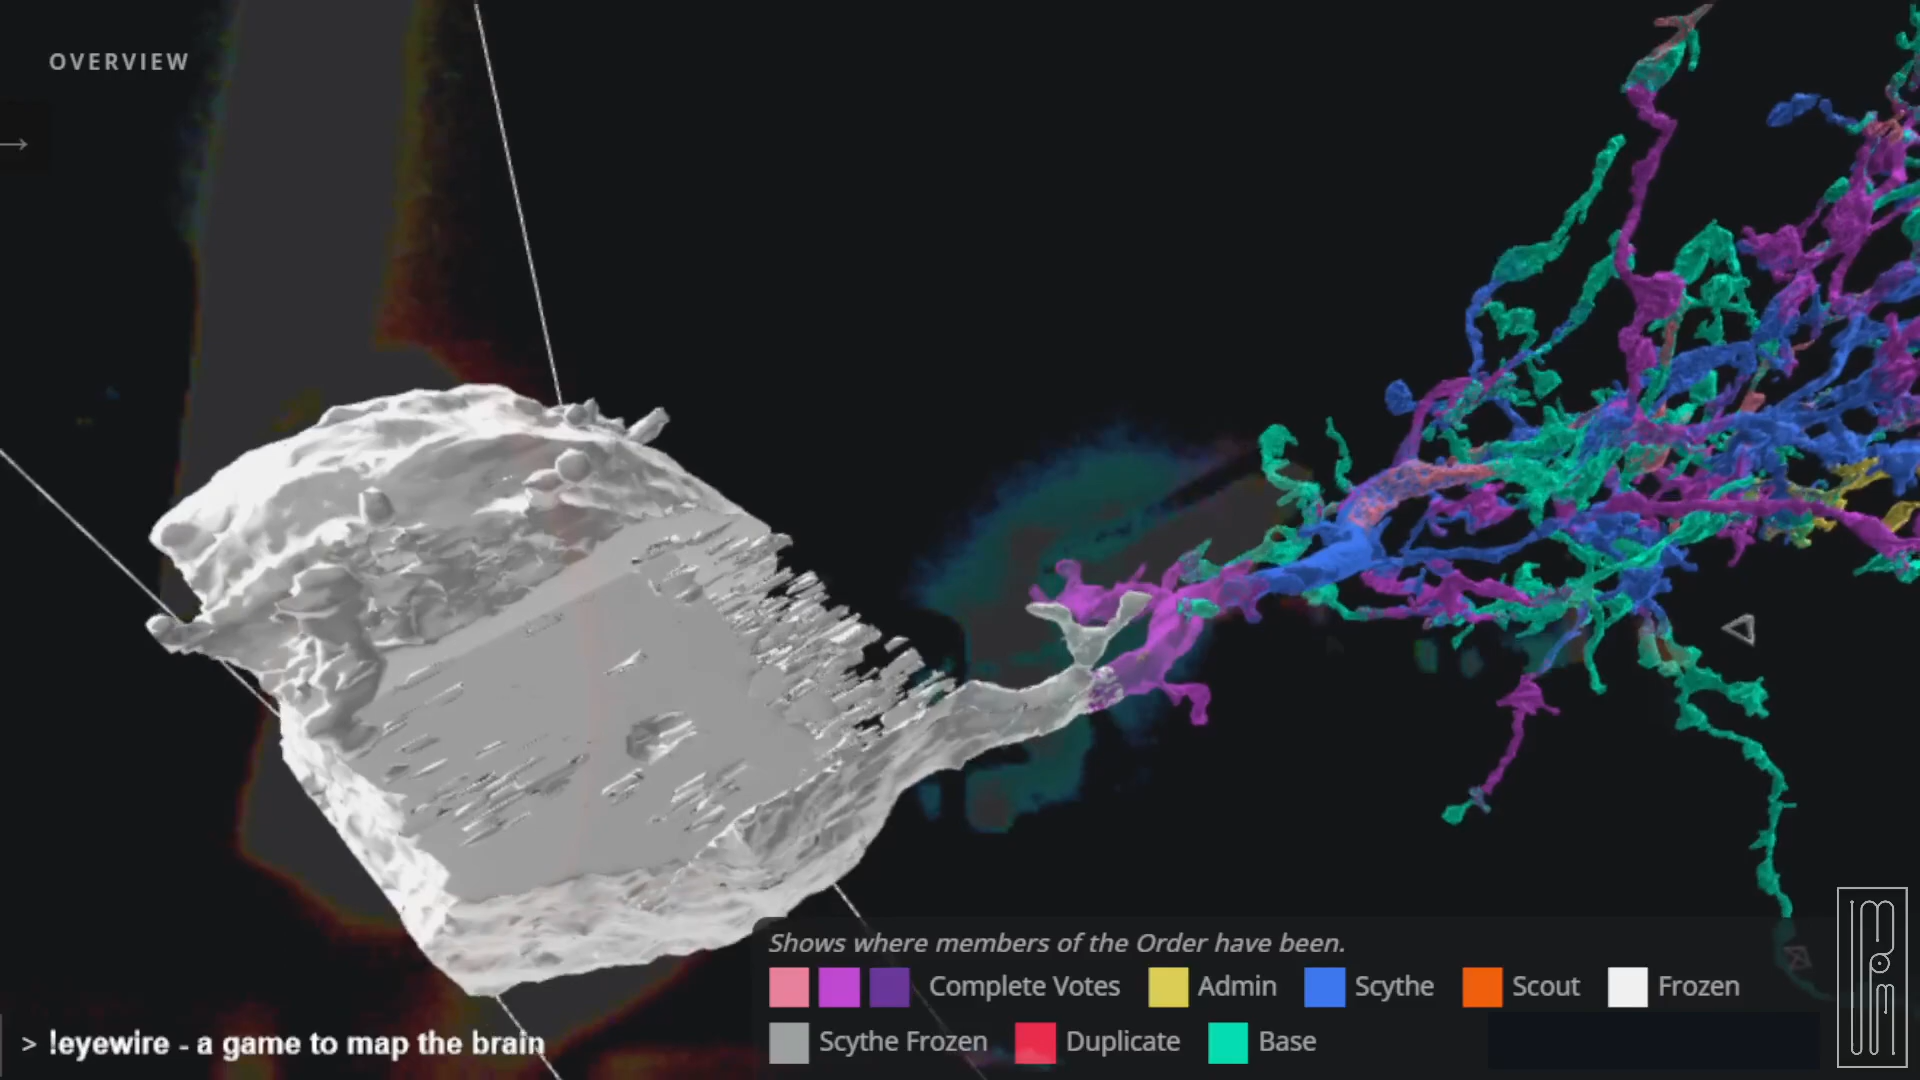 OVERVIEW
Shows where members of the Order have been.
Complete Votes Admin Scythe Scout Frozen
Scythe Frozen Duplicate Base
> !eyewire - a game to map the brain